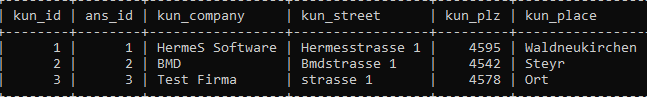 kun_id | ans_id | kun_company | kun_street | kun_plz | kun_place
1 | 1 | HermeS Software | Hermesstrasse 1 | 4595 | Waldneukirchen
2 | 2 | BMD | Bmdstrasse 1 | 4542 | Steyr
3 | 3 | Test Firma | strasse 1 | 4578 | Ort